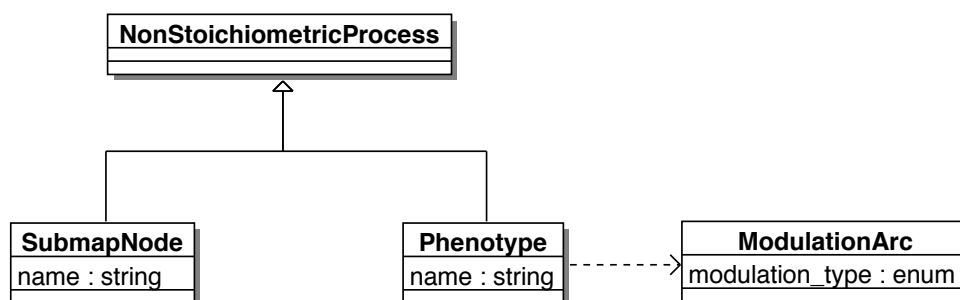 NonStoichiometricProcess
SubmapNode
name : string
Phenotype
name : string
ModulationArc
modulation_type : enum